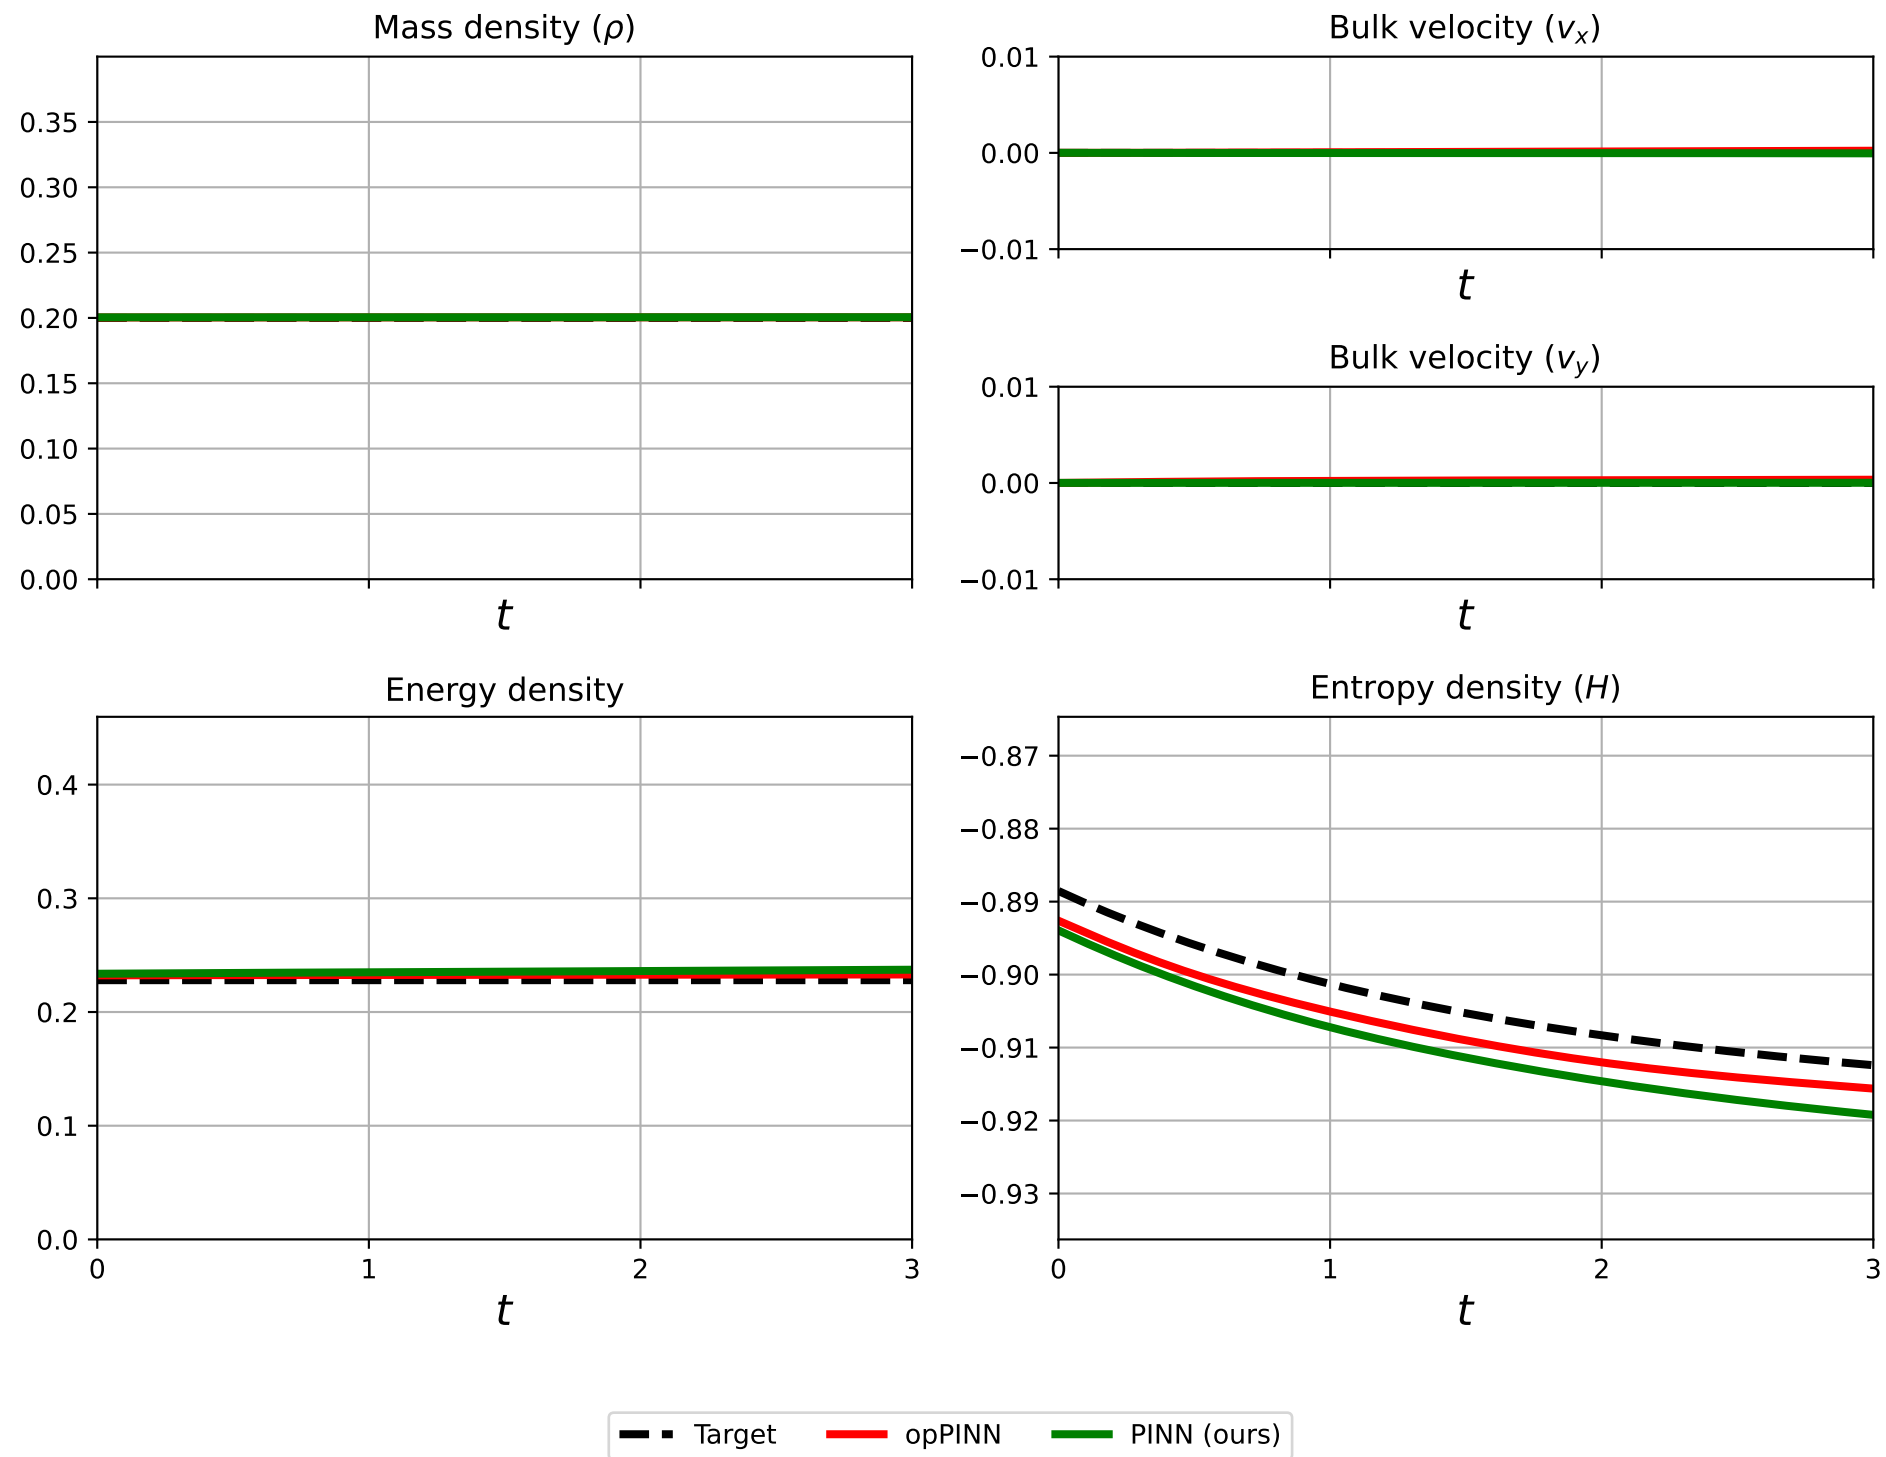 Mass density (ρ)
0.35
0.30
0.25
0.20
0.15
0.10
0.05
0.00
t
Bulk velocity (vₓ)
0.01
0.00
−0.01
t
Bulk velocity (v_y)
0.01
0.00
−0.01
t
Energy density
0.4
0.3
0.2
0.1
0.0
0 1 2 3
t
Entropy density (H)
−0.87
−0.88
−0.89
−0.90
−0.91
−0.92
−0.93
0 1 2 3
t
Target opPINN PINN (ours)